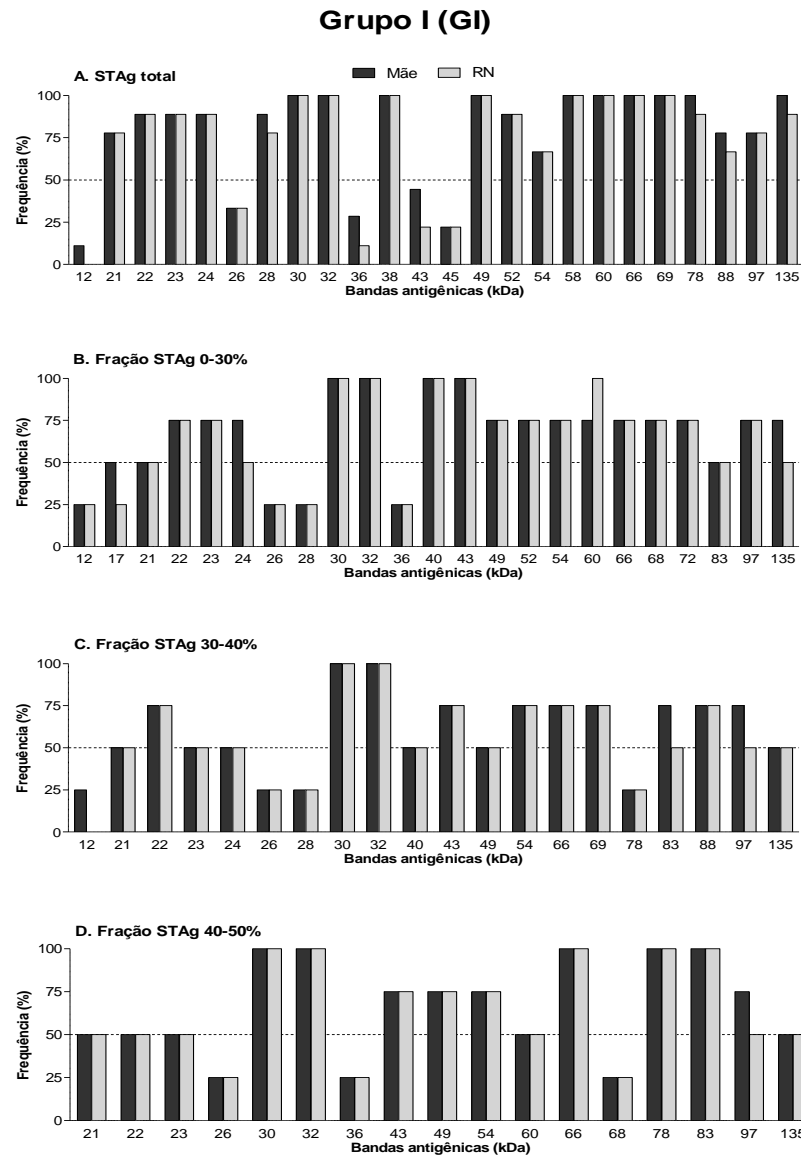 Grupo I (GI)
A. STAg total
Mãe RN
Frequência (%)
100
75
50
25
0
12 21 22 23 24 26 28 30 32 36 38 43 45 49 52 54 58 60 66 69 78 88 97 135
Bandas antigênicas (kDa)
B. Fração STAg 0-30%
Frequência (%)
100
75
50
25
0
12 17 21 22 23 24 26 28 30 32 36 40 43 49 52 54 60 66 68 72 83 97 135
Bandas antigênicas (kDa)
C. Fração STAg 30-40%
Frequência (%)
100
75
50
25
0
12 21 22 23 24 26 28 30 32 40 43 49 54 66 69 78 83 88 97 135
Bandas antigênicas (kDa)
D. Fração STAg 40-50%
Frequência (%)
100
75
50
25
0
21 22 23 26 30 32 36 43 49 54 60 66 68 78 83 97 135
Bandas antigênicas (kDa)